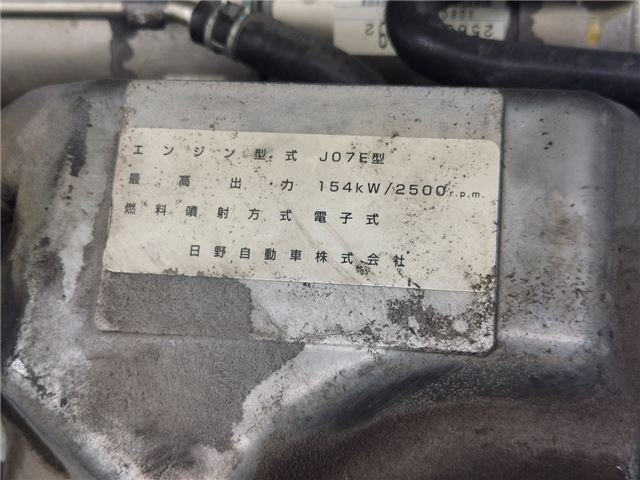 エンジン型式 J07E型
最高出力 154kW/2500r.p.m.
燃料噴射方式 電子式
日野自動車株式会社